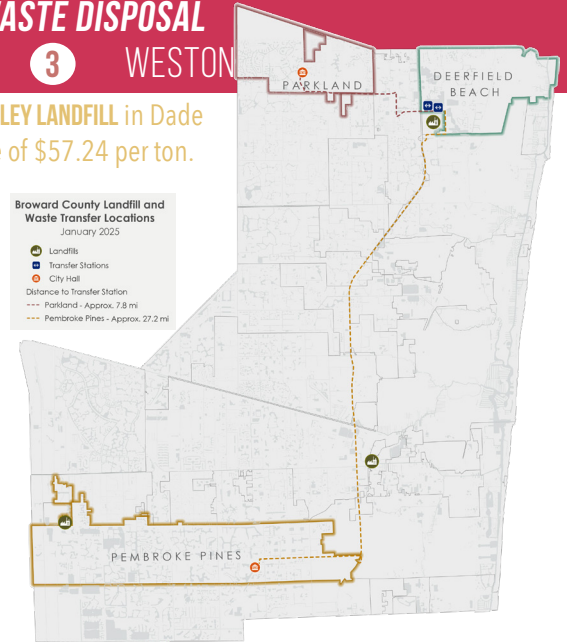 ASTE DISPOSAL
3 WESTON
LEY LANDFILL in Dade
of $57.24 per ton.
Broward County Landfill and
Waste Transfer Locations
January 2025
Landfills
Transfer Stations
City Hall
Distance to Transfer Station
Parkland - Approx. 7.8 mi
Pembroke Pines - Approx. 27.2 mi
PARKLAND
DEERFIELD
BEACH
PEMBROKE PINES